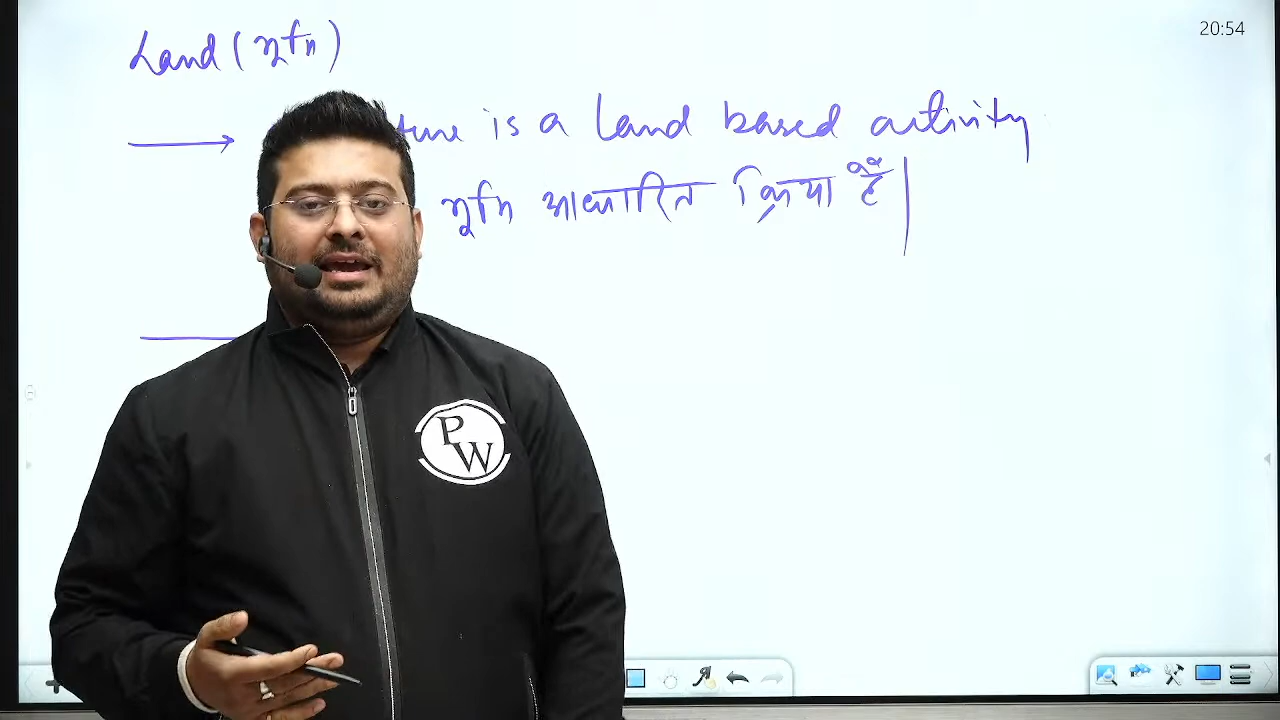 20:54
Land (भूमि)
is a land based activity
भूमि आधारित क्रिया है|
PW